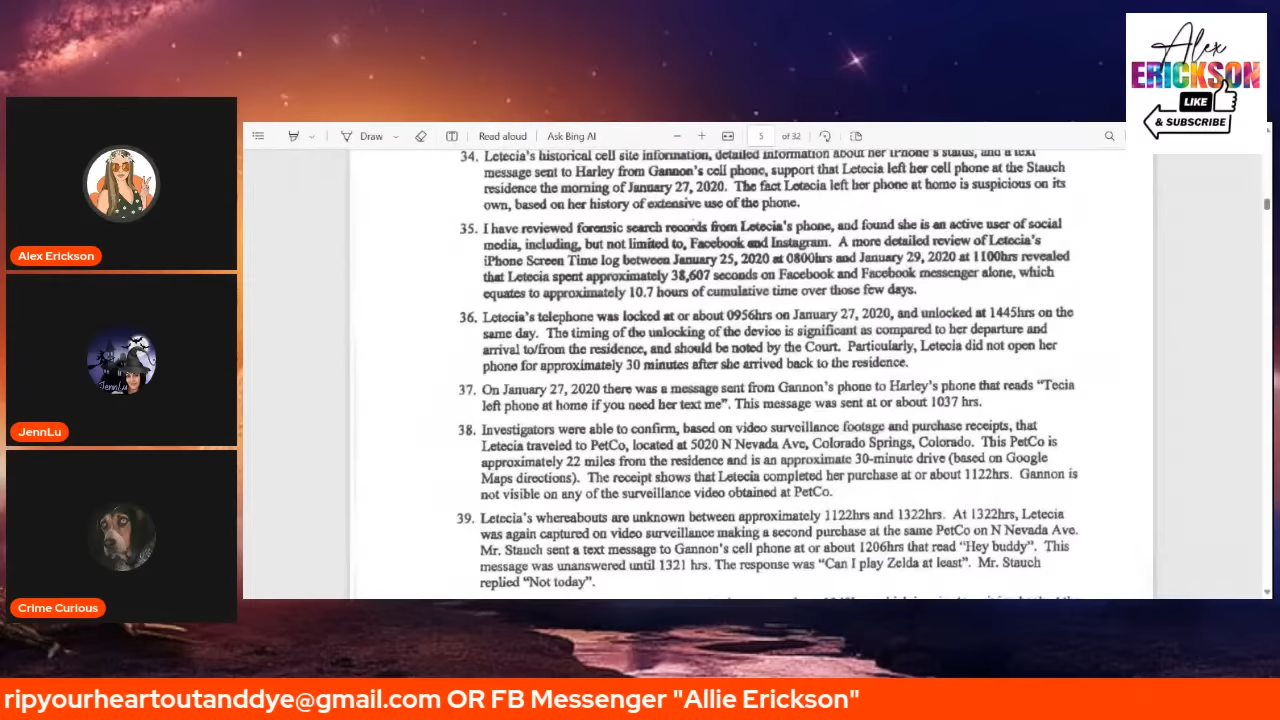 Alex
ERICKSON
LIKE
& SUBSCRIBE
Draw
Read aloud
Ask Bing AI
5
of 32
34. Letecia's historical cell site information, detailed information about her iPhone's status, and a text
message sent to Harley from Gannon's cell phone, support that Letecia left her cell phone at the Stauch
residence the morning of January 27, 2020. The fact Letecia left her phone at home is suspicious on its
own, based on her history of extensive use of the phone.
35. I have reviewed forensic search records from Letecia's phone, and found she is an active user of social
media, including, but not limited to, Facebook and Instagram. A more detailed review of Letecia's
iPhone Screen Time log between January 25, 2020 at 0800hrs and January 29, 2020 at 1100hrs revealed
that Letecia spent approximately 38,607 seconds on Facebook and Facebook messenger alone, which
equates to approximately 10.7 hours of cumulative time over those few days.
36. Letecia's telephone was locked at or about 0956hrs on January 27, 2020, and unlocked at 1445hrs on the
same day. The timing of the unlocking of the device is significant as compared to her departure and
arrival to/from the residence, and should be noted by the Court. Particularly, Letecia did not open her
phone for approximately 30 minutes after she arrived back to the residence.
37. On January 27, 2020 there was a message sent from Gannon's phone to Harley's phone that reads "Tecia
left phone at home if you need her text me". This message was sent at or about 1037 hrs.
38. Investigators were able to confirm, based on video surveillance footage and purchase receipts, that
Letecia traveled to PetCo, located at 5020 N Nevada Ave, Colorado Springs, Colorado. This PetCo is
approximately 22 miles from the residence and is an approximate 30-minute drive (based on Google
Maps directions). The receipt shows that Letecia completed her purchase at or about 1122hrs. Gannon is
not visible on any of the surveillance video obtained at PetCo.
39. Letecia's whereabouts are unknown between approximately 1122hrs and 1322hrs. At 1322hrs, Letecia
was again captured on video surveillance making a second purchase at the same PetCo on N Nevada Ave.
Mr. Stauch sent a text message to Gannon's cell phone at or about 1206hrs that read "Hey buddy". This
message was unanswered until 1321 hrs. The response was "Can I play Zelda at least". Mr. Stauch
replied "Not today".
Alex Erickson
JennLu
JennLu
Crime Curious
ripyourheartoutanddye@gmail.com OR FB Messenger "Allie Erickson"